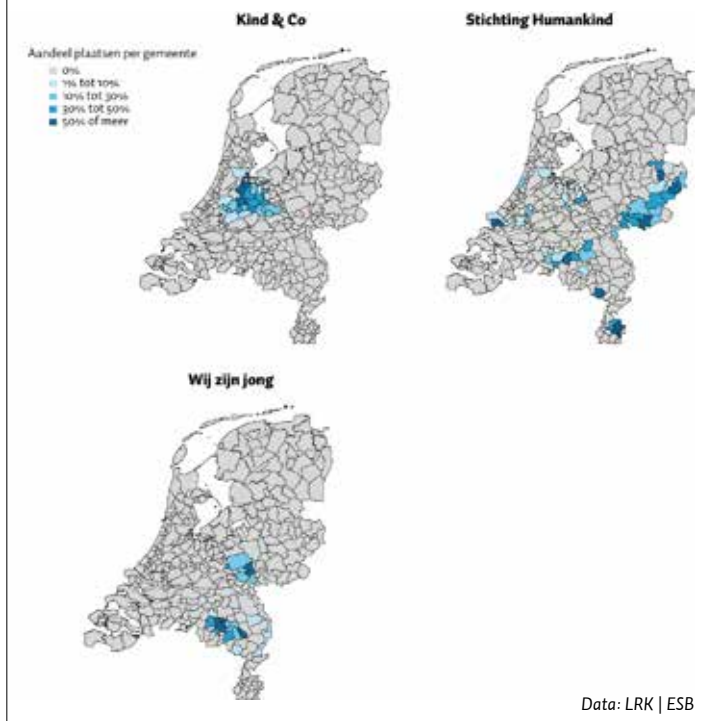 Kind & Co
Stichting Humankind
Aandeel plaatsen per gemeente
0%
1% tot 10%
10% tot 30%
30% tot 50%
50% of meer
Wij zijn jong
Data: LRK | ESB